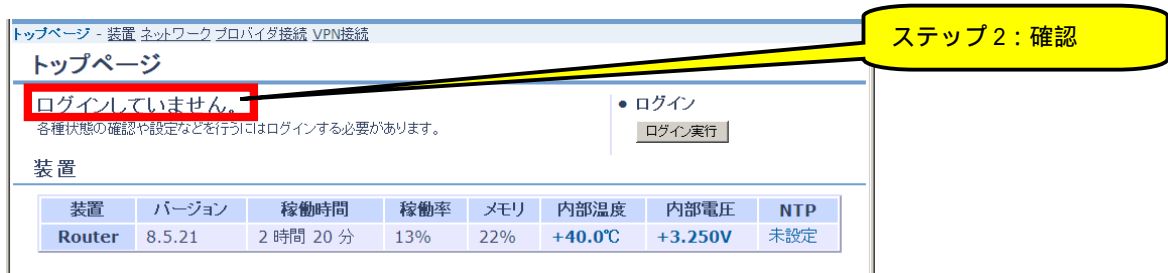 トップページ - 装置 ネットワーク プロバイダ接続 VPN接続
ステップ2：確認
トップページ
ログインしていません。
各種状態の確認や設定などを行うにはログインする必要があります。
● ログイン
ログイン実行
装置
装置 バージョン 稼働時間 稼働率 メモリ 内部温度 内部電圧 NTP
Router 8.5.21 2 時間 20 分 13% 22% +40.0℃ +3.250V 未設定